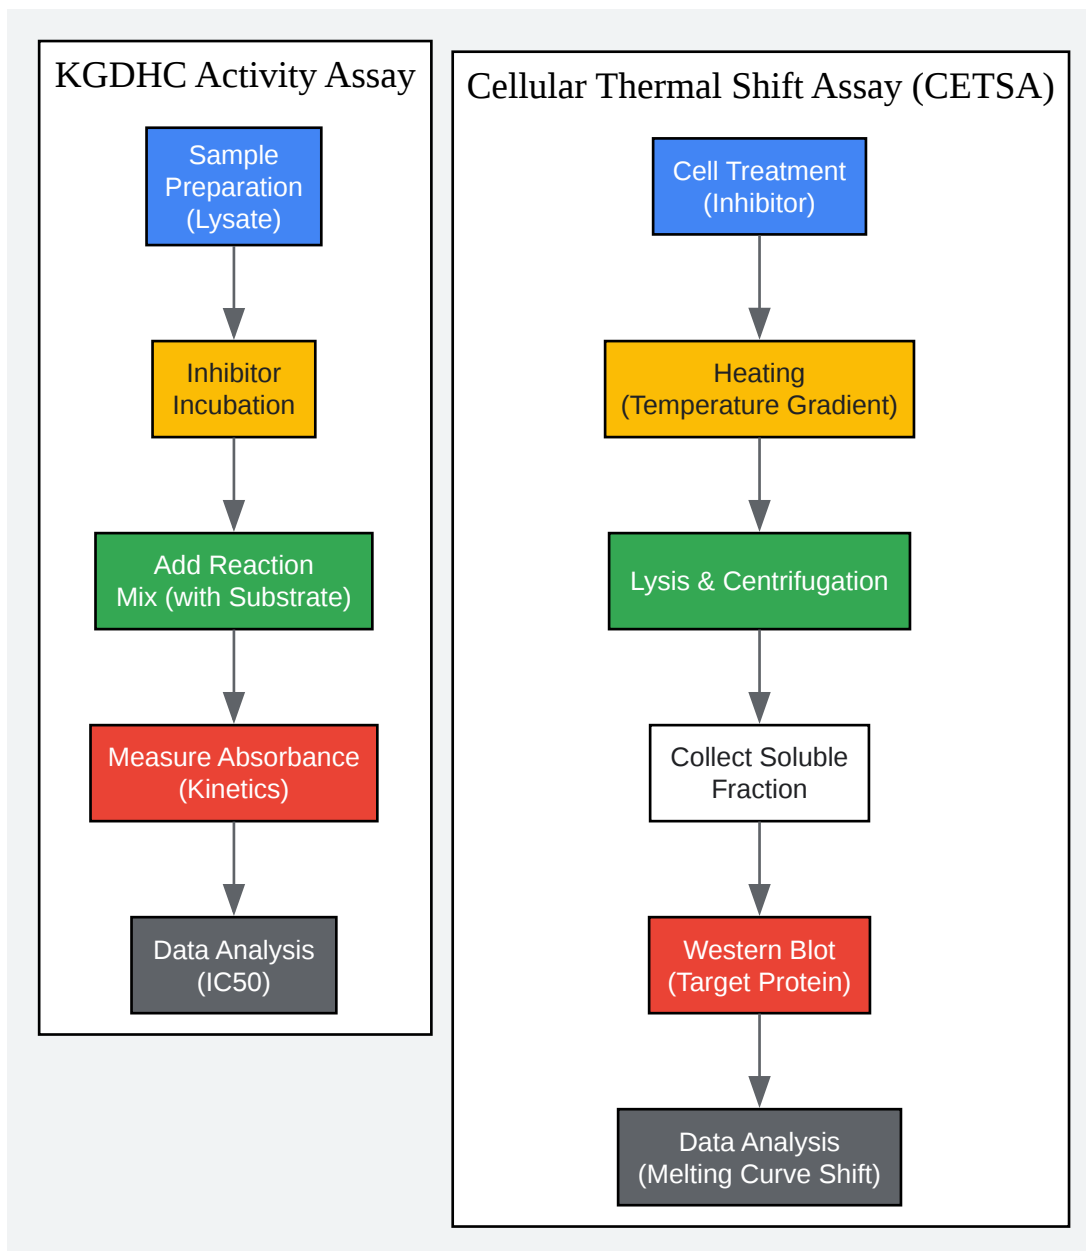 KGDHC Activity Assay
Sample
Preparation
(Lysate)
Inhibitor
Incubation
Add Reaction
Mix (with Substrate)
Measure Absorbance
(Kinetics)
Data Analysis
(IC50)
Cellular Thermal Shift Assay (CETSA)
Cell Treatment
(Inhibitor)
Heating
(Temperature Gradient)
Lysis & Centrifugation
Collect Soluble
Fraction
Western Blot
(Target Protein)
Data Analysis
(Melting Curve Shift)